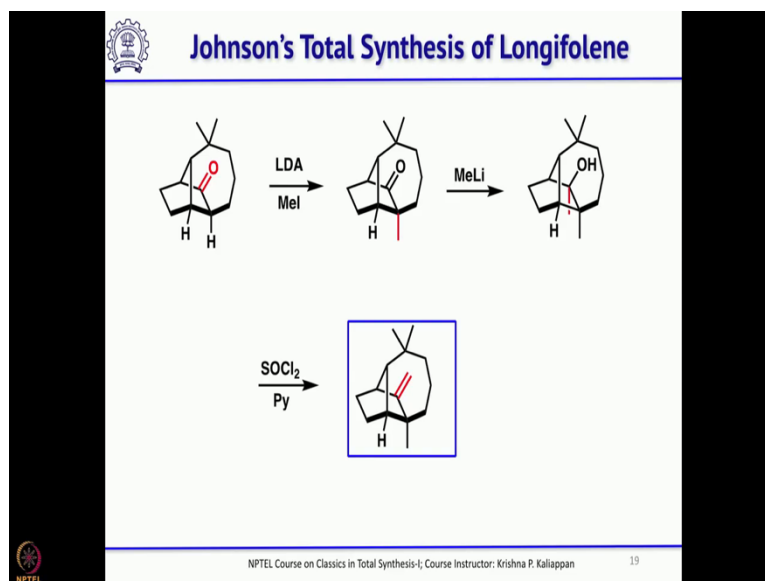 Johnson's Total Synthesis of Longifolene
O
LDA
MeI
O
MeLi
OH
H
H
H
H
SOCl₂
Py
H
NPTEL Course on Classics in Total Synthesis-I; Course Instructor: Krishna P. Kaliappan
19
NPTEL